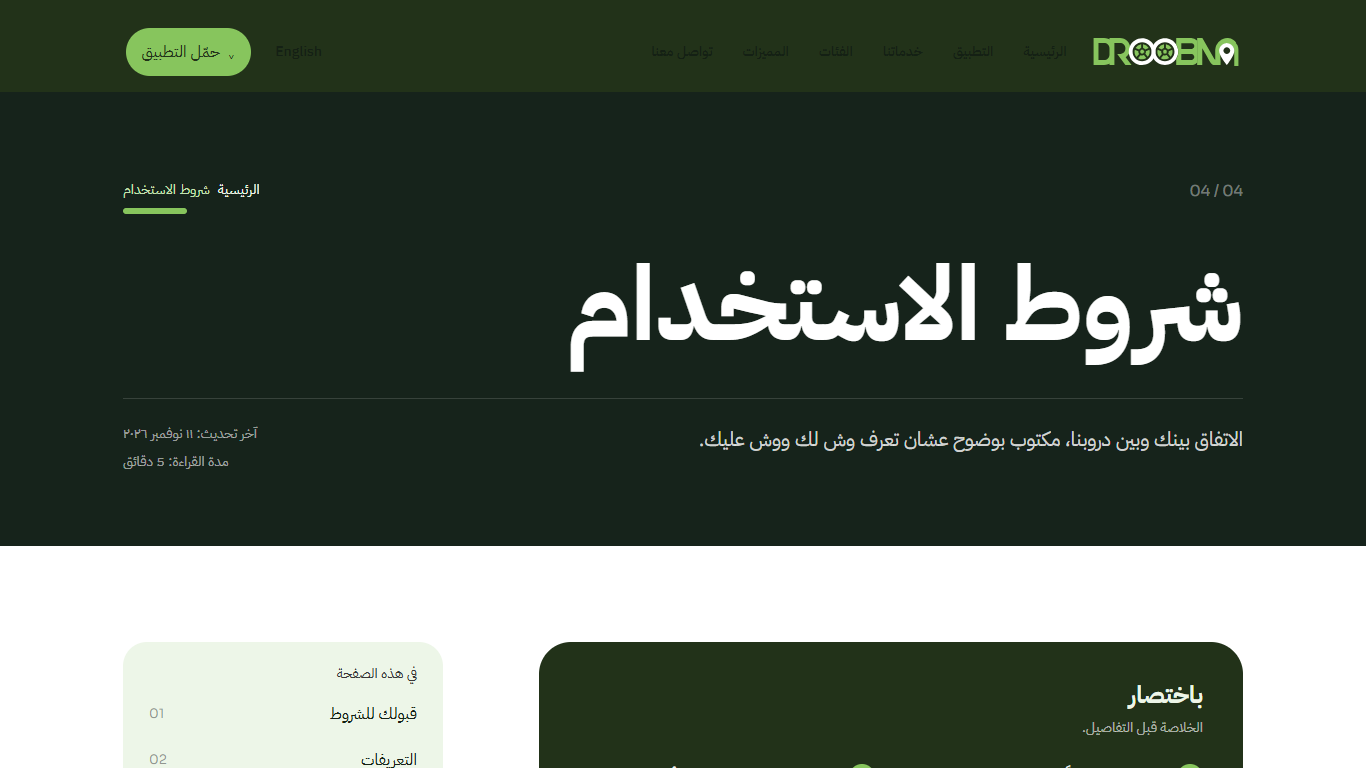 DROOBNA
الرئيسية التطبيق خدماتنا الفئات المميزات تواصل معنا
English
حمّل التطبيق
04 / 04
الرئيسية شروط الاستخدام
شروط الاستخدام
الاتفاق بينك وبين دروبنا، مكتوب بوضوح عشان تعرف وش لك ووش عليك.
آخر تحديث: ١١ نوفمبر ٢٠٢٦
مدة القراءة: 5 دقائق
باختصار
الخلاصة قبل التفاصيل.
في هذه الصفحة
قبولك للشروط 01
التعريفات 02